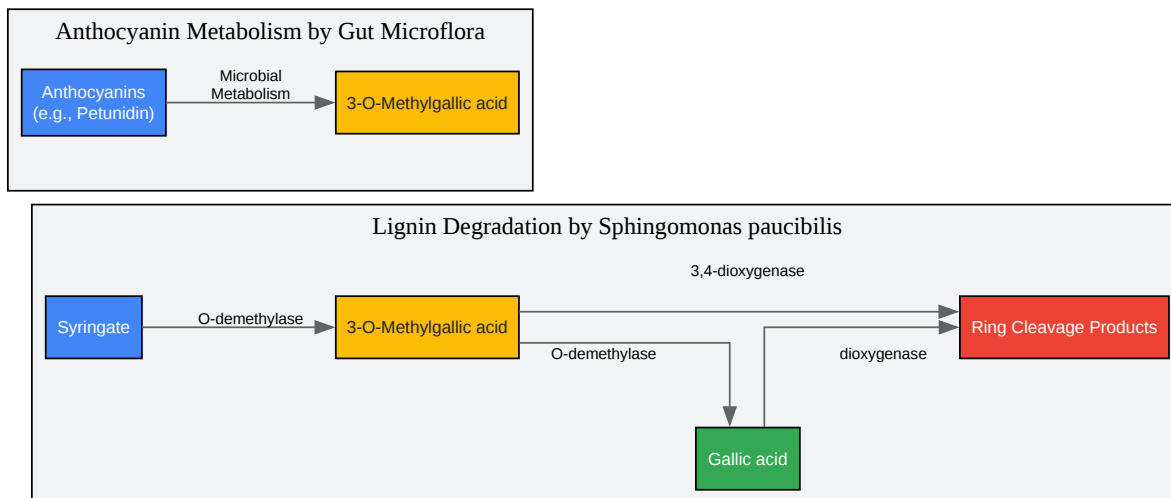 Anthocyanin Metabolism by Gut Microflora
Microbial
Metabolism
Anthocyanins
(e.g., Petunidin)
3-O-Methylgallic acid
Lignin Degradation by Sphingomonas paucibilis
3,4-dioxygenase
Syringate
O-demethylase
3-O-Methylgallic acid
Ring Cleavage Products
O-demethylase
dioxygenase
Gallic acid